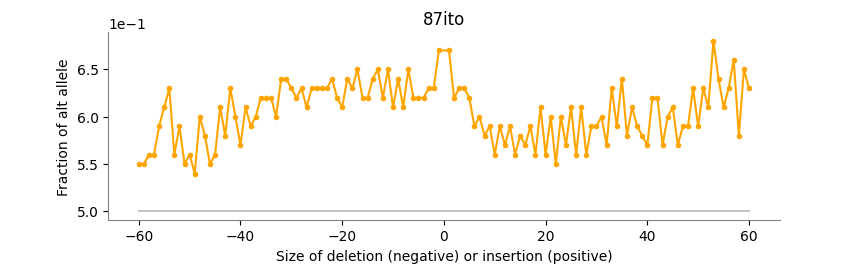 87ito
1e−1
Fraction of alt allele
6.5
6.0
5.5
5.0
−60 −40 −20 0 20 40 60
Size of deletion (negative) or insertion (positive)